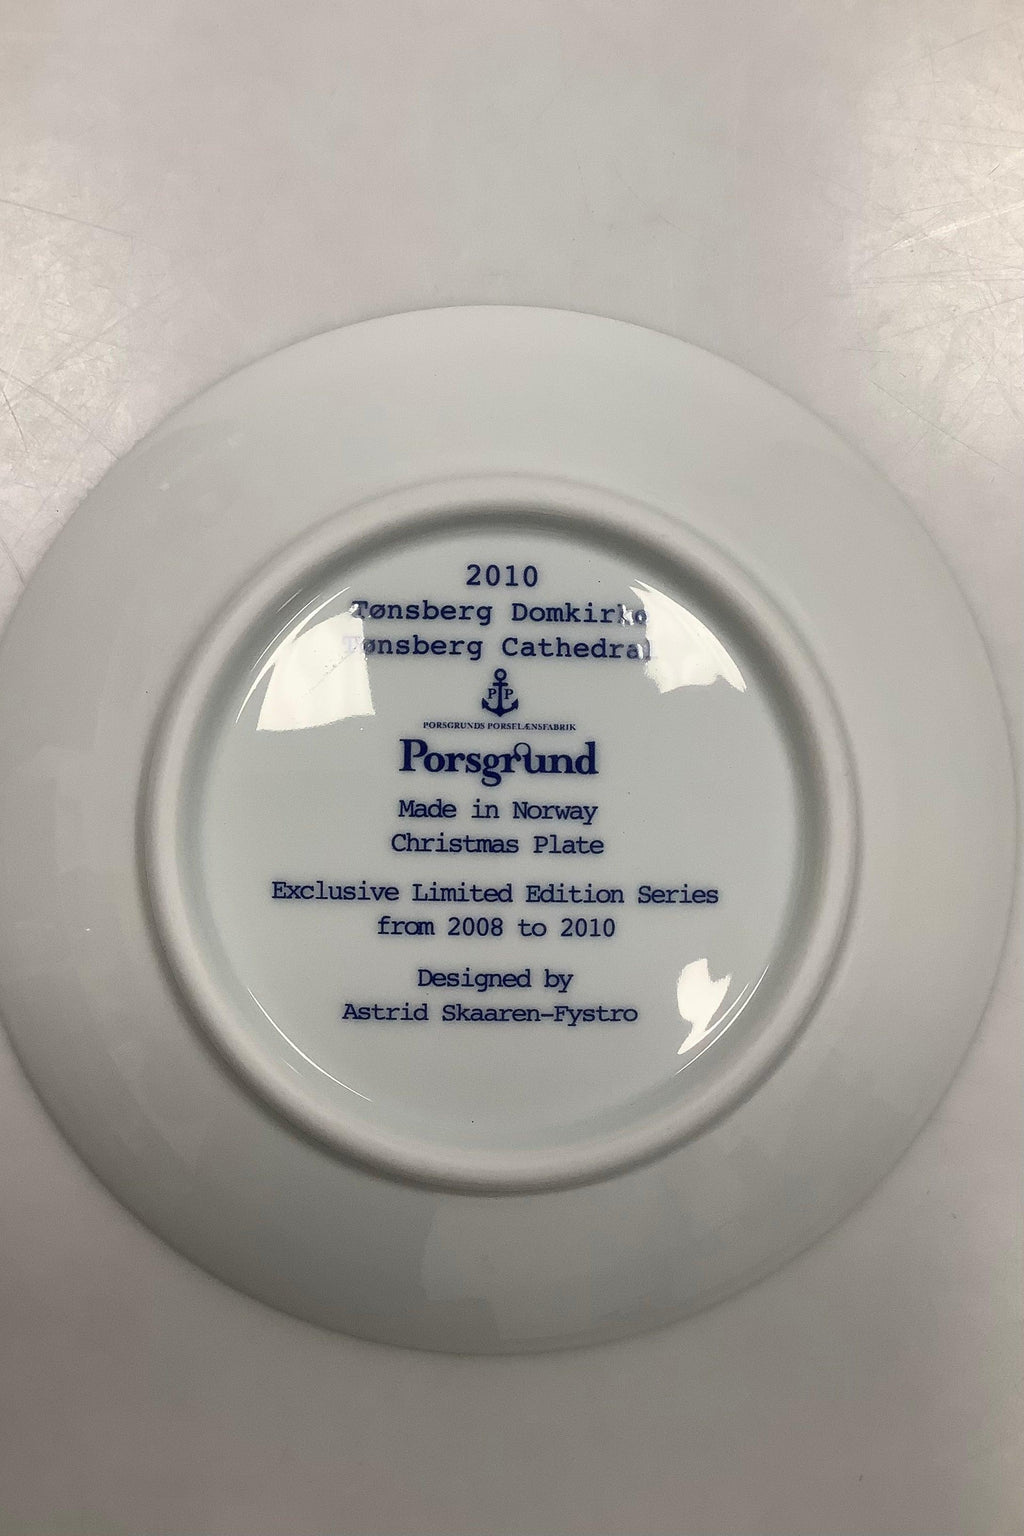 2010
Tønsberg Domkirke
Tønsberg Cathedral
P P
PORSGRUNDS PORSELÆNSFABRIK
Porsgrund
Made in Norway
Christmas Plate
Exclusive Limited Edition Series
from 2008 to 2010
Designed by
Astrid Skaaren-Fystro